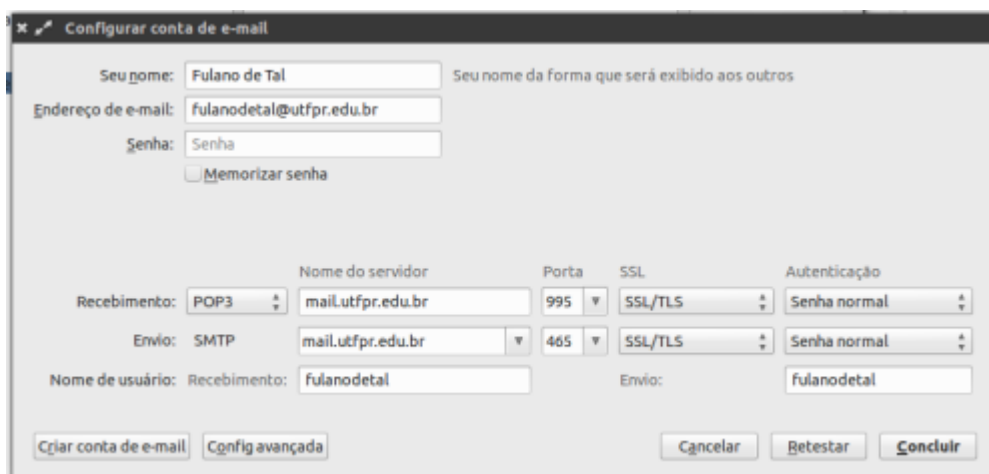 Configurar conta de e-mail
Seu nome: Fulano de Tal Seu nome da forma que será exibido aos outros
Endereço de e-mail: fulanodetal@utfpr.edu.br
Senha: Senha
Memorizar senha
Nome do servidor Porta SSL Autenticação
Recebimento: POP3 mail.utfpr.edu.br 995 SSL/TLS Senha normal
Envio: SMTP mail.utfpr.edu.br 465 SSL/TLS Senha normal
Nome de usuário: Recebimento: fulanodetal Envio: fulanodetal
Criar conta de e-mail Config avançada Cancelar Retestar Concluir